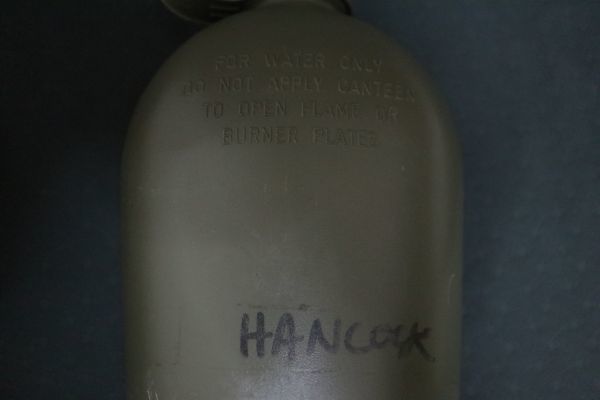 FOR WATER ONLY
DO NOT APPLY CANTEEN
TO OPEN FLAME OR
BURNER PLATES
HANCOCK